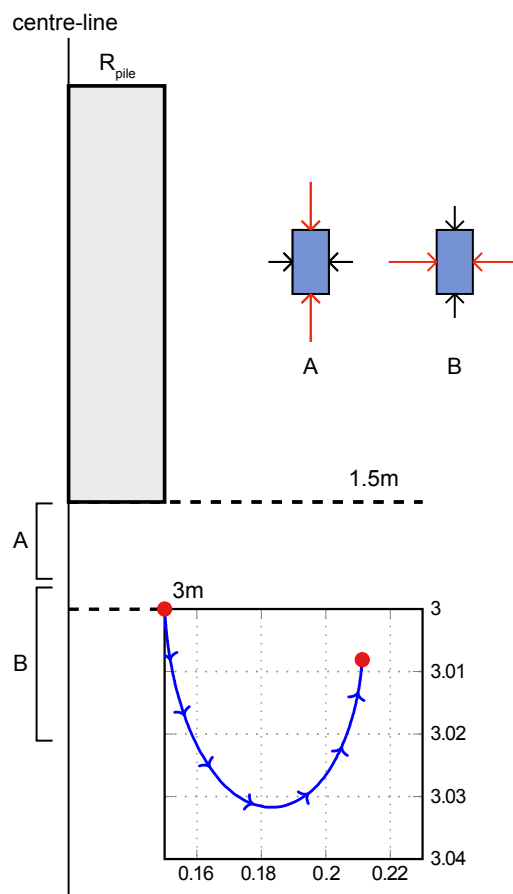 centre-line
R_pile
A
B
1.5m
A
3m
3
B
3.01
3.02
3.03
3.04
0.16
0.18
0.2
0.22